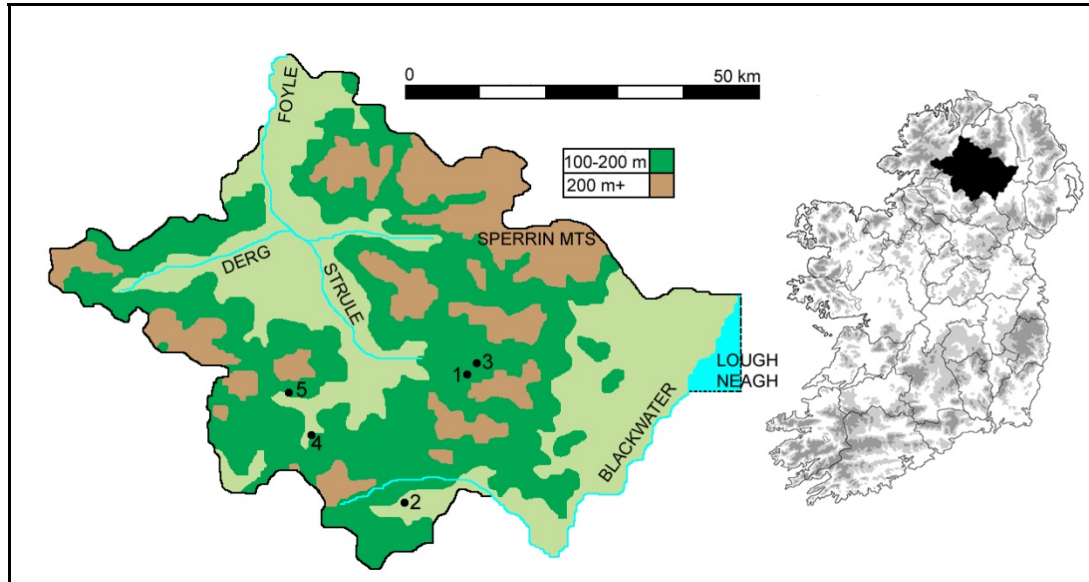 0
50 km
FOYLE
100-200 m
200 m+
SPERRIN MTS
DERG
STRULE
LOUGH
NEAGH
3
1
5
BLACKWATER
4
2